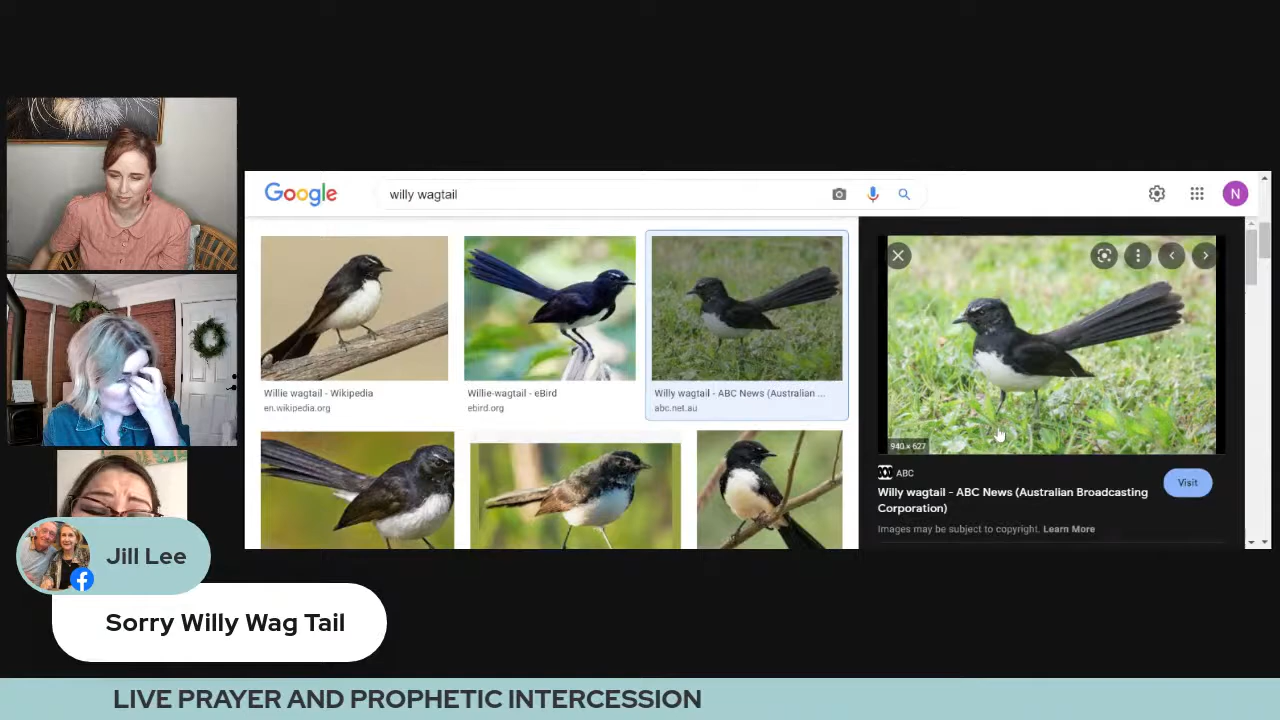 Google
willy wagtail
N
Willie wagtail - Wikipedia
en.wikipedia.org
Willie-wagtail - eBird
ebird.org
Willy wagtail - ABC News (Australian ...
abc.net.au
940 × 627
ABC
Willy wagtail - ABC News (Australian Broadcasting
Corporation)
Visit
Images may be subject to copyright. Learn More
Jill Lee
Sorry Willy Wag Tail
LIVE PRAYER AND PROPHETIC INTERCESSION